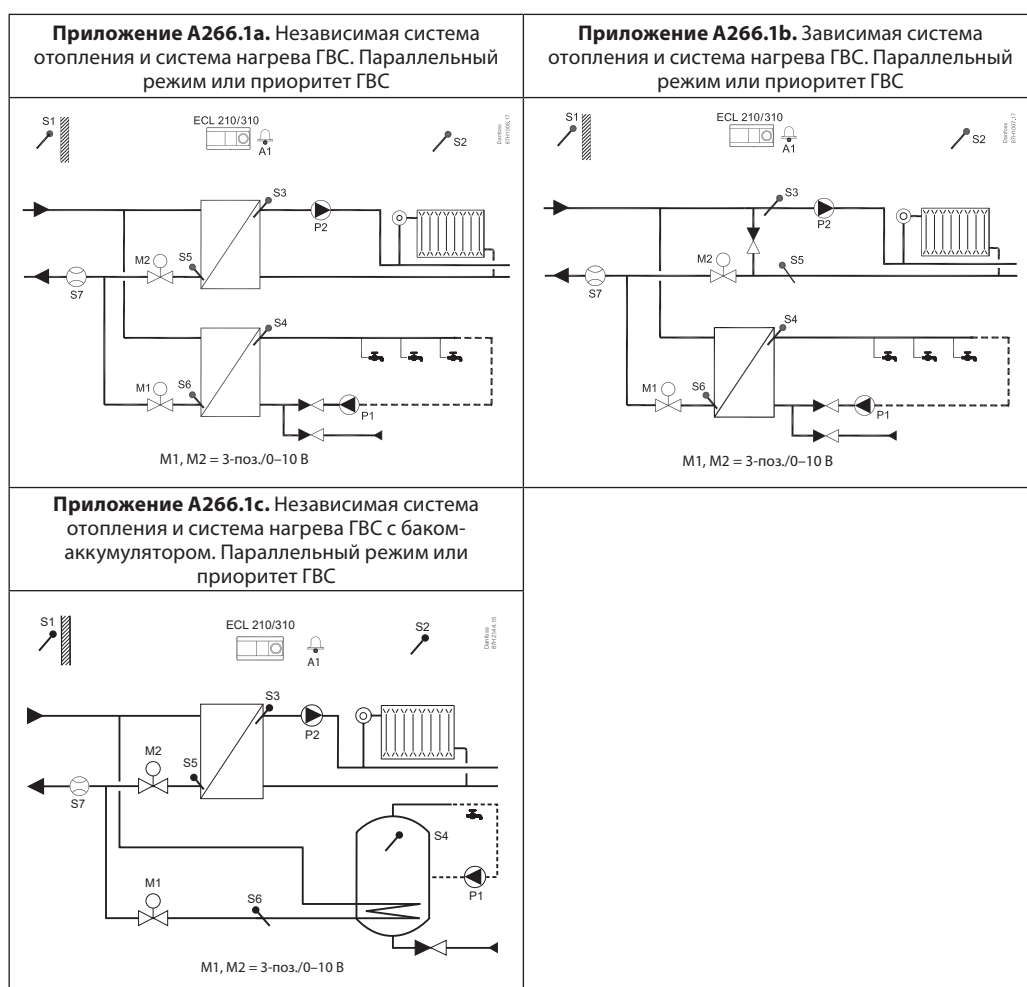 Приложение A266.1a. Независимая система
отопления и система нагрева ГВС. Параллельный
режим или приоритет ГВС
Приложение A266.1b. Зависимая система
отопления и система нагрева ГВС. Параллельный
режим или приоритет ГВС
S1
ECL 210/310
A1
S2
S3
P2
M2
S5
S7
S4
M1
S6
P1
M1, M2 = 3-поз./0–10 В
S1
ECL 210/310
A1
S2
S3
P2
M2
S5
S7
S4
M1
S6
P1
M1, M2 = 3-поз./0–10 В
Приложение A266.1c. Независимая система
отопления и система нагрева ГВС с баком-
аккумулятором. Параллельный режим или
приоритет ГВС
S1
ECL 210/310
A1
S2
Danfoss
S3
P2
M2
S5
S7
S4
P1
M1
S6
M1, M2 = 3-поз./0–10 В